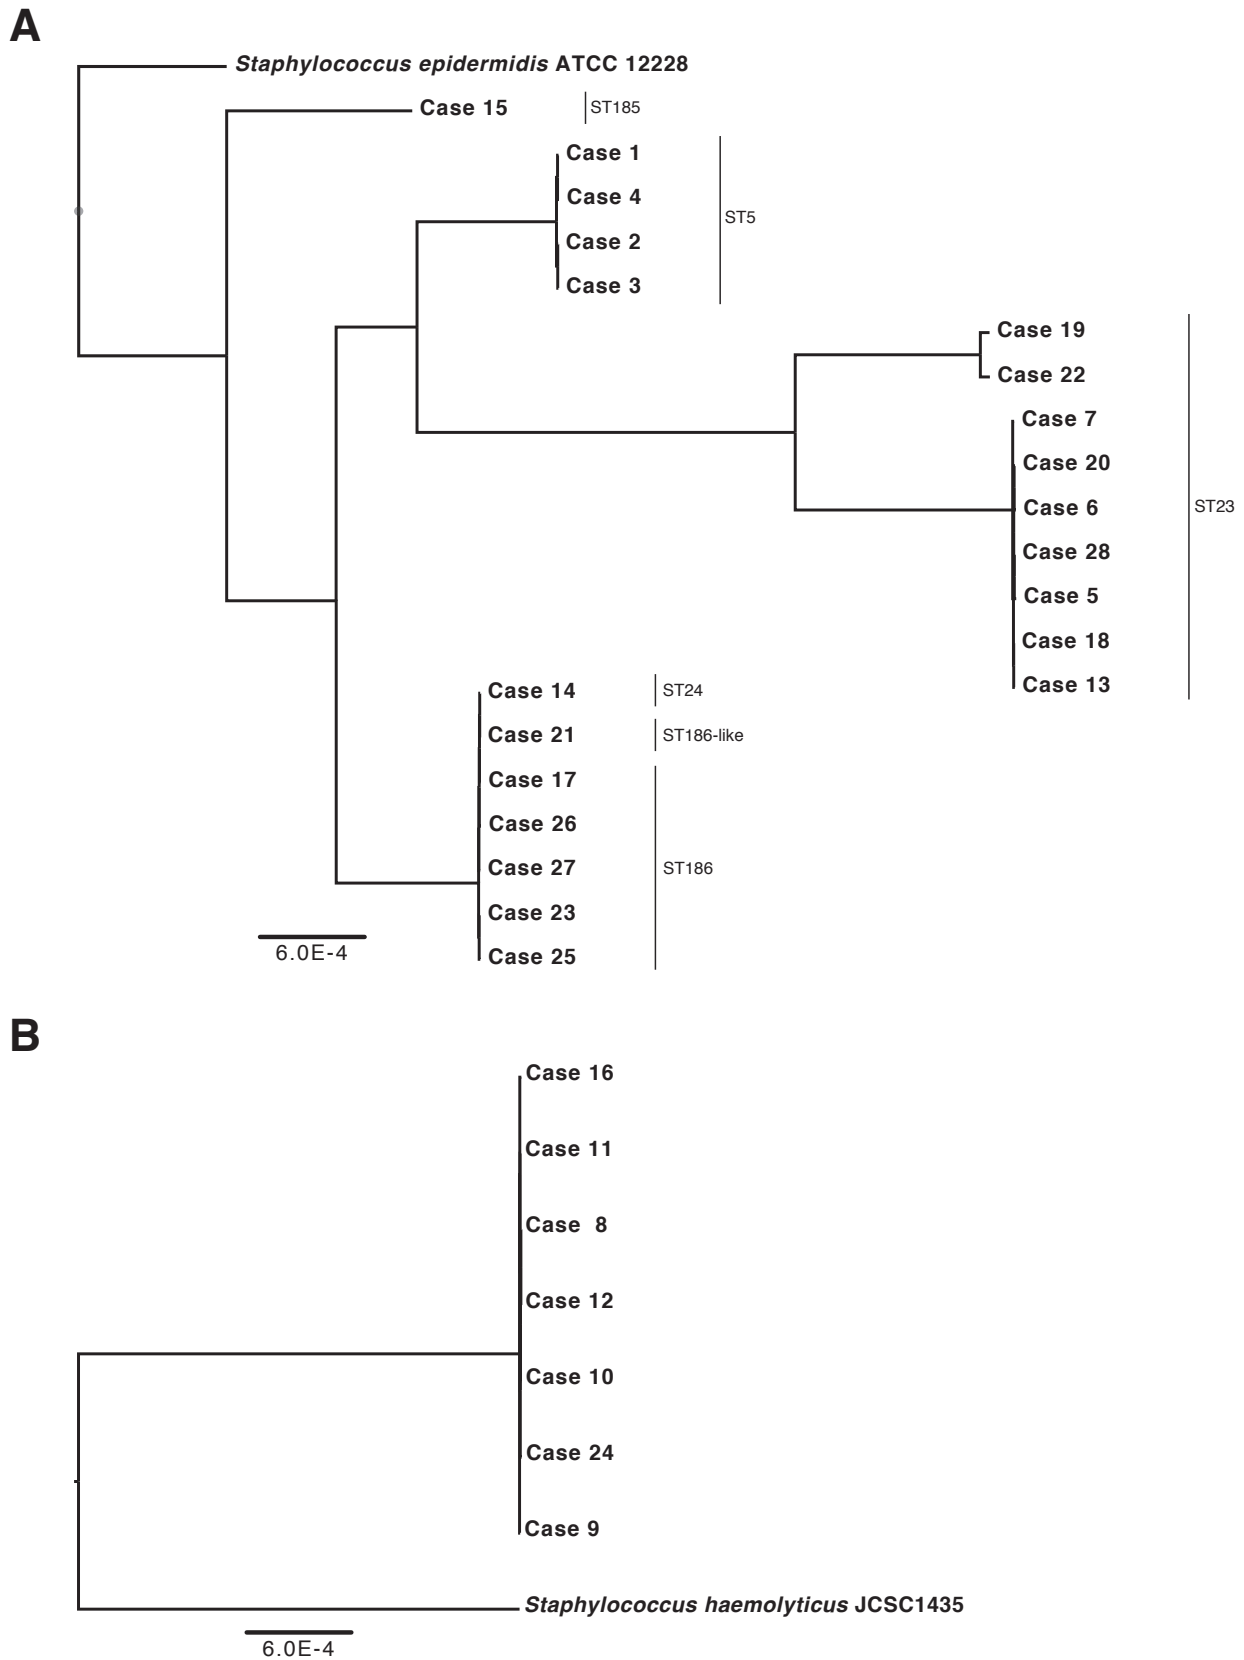 A
Staphylococcus epidermidis ATCC 12228
Case 15 ST185
Case 1
Case 4
ST5
Case 2
Case 3
Case 19
Case 22
Case 7
Case 20
Case 6 ST23
Case 28
Case 5
Case 18
Case 13
Case 14 ST24
Case 21 ST186-like
Case 17
Case 26
Case 27 ST186
Case 23
6.0E-4
Case 25
B
Case 16
Case 11
Case 8
Case 12
Case 10
Case 24
Case 9
Staphylococcus haemolyticus JCSC1435
6.0E-4